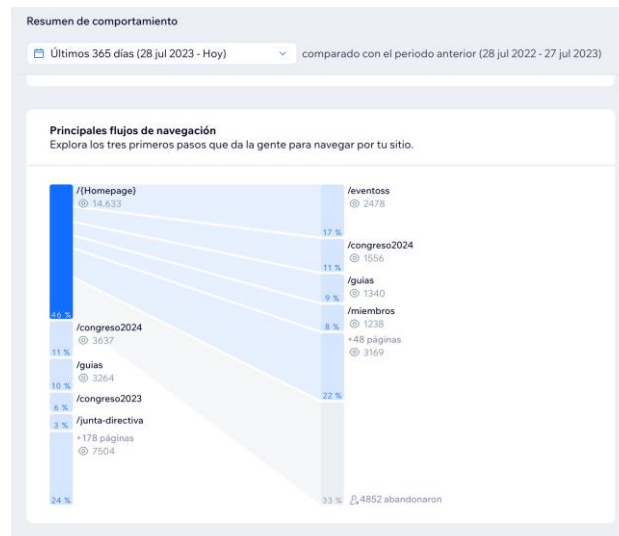 Resumen de comportamiento
Últimos 365 días (28 jul 2023 - Hoy)
comparado con el periodo anterior (28 jul 2022 - 27 jul 2023)
Principales flujos de navegación
Explora los tres primeros pasos que da la gente para navegar por tu sitio.
/{Homepage}
14.633
46 %
/congreso2024
3637
11 %
/guias
3264
10 %
/congreso2023
6 %
/junta-directiva
3 %
+178 páginas
7504
24 %
/eventoss
2478
17 %
/congreso2024
1556
11 %
/guias
1340
9 %
/miembros
1238
8 %
+48 páginas
3169
22 %
33 %
4852 abandonaron